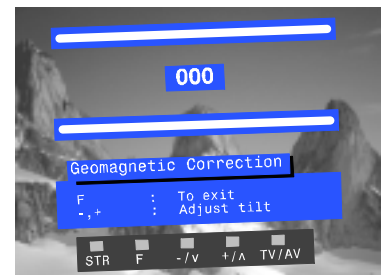 000
Geomagnetic Correction
F : To exit
-,+ : Adjust tilt
STR F -/v +/ʌ TV/AV